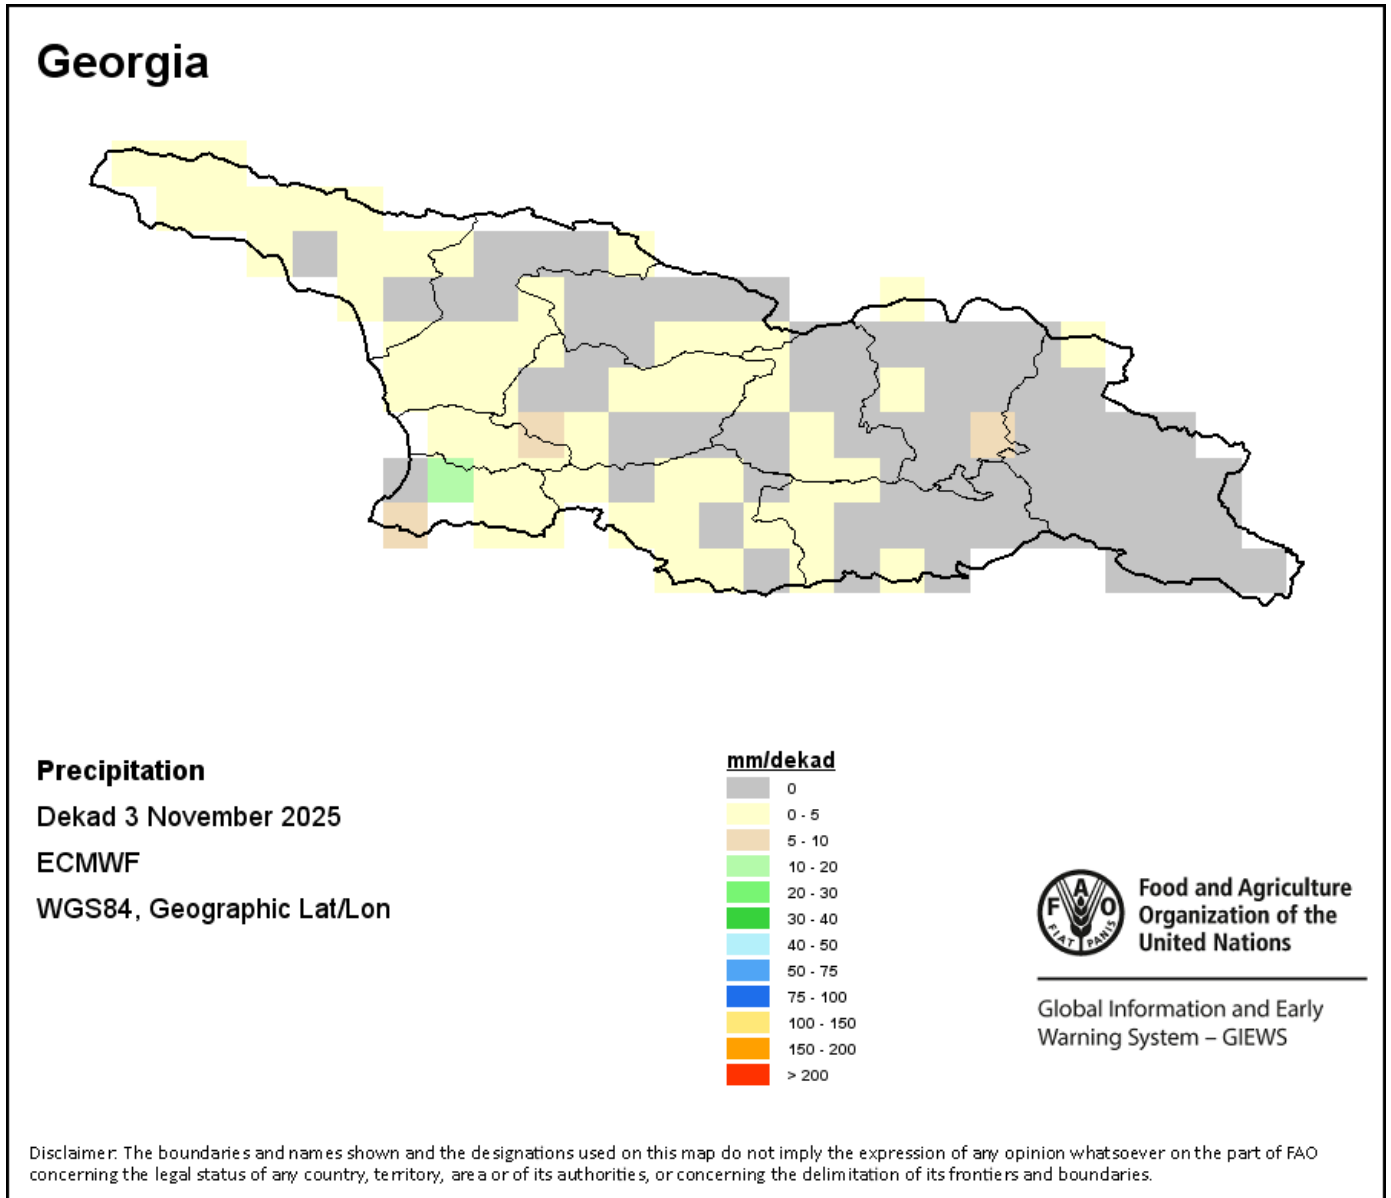 Georgia
Precipitation
Dekad 3 November 2025
ECMWF
WGS84, Geographic Lat/Lon
mm/dekad
0
0 - 5
5 - 10
10 - 20
20 - 30
30 - 40
40 - 50
50 - 75
75 - 100
100 - 150
150 - 200
> 200
F A O
FIAT PANIS
Food and Agriculture
Organization of the
United Nations
Global Information and Early
Warning System – GIEWS
Disclaimer: The boundaries and names shown and the designations used on this map do not imply the expression of any opinion whatsoever on the part of FAO
concerning the legal status of any country, territory, area or of its authorities, or concerning the delimitation of its frontiers and boundaries.